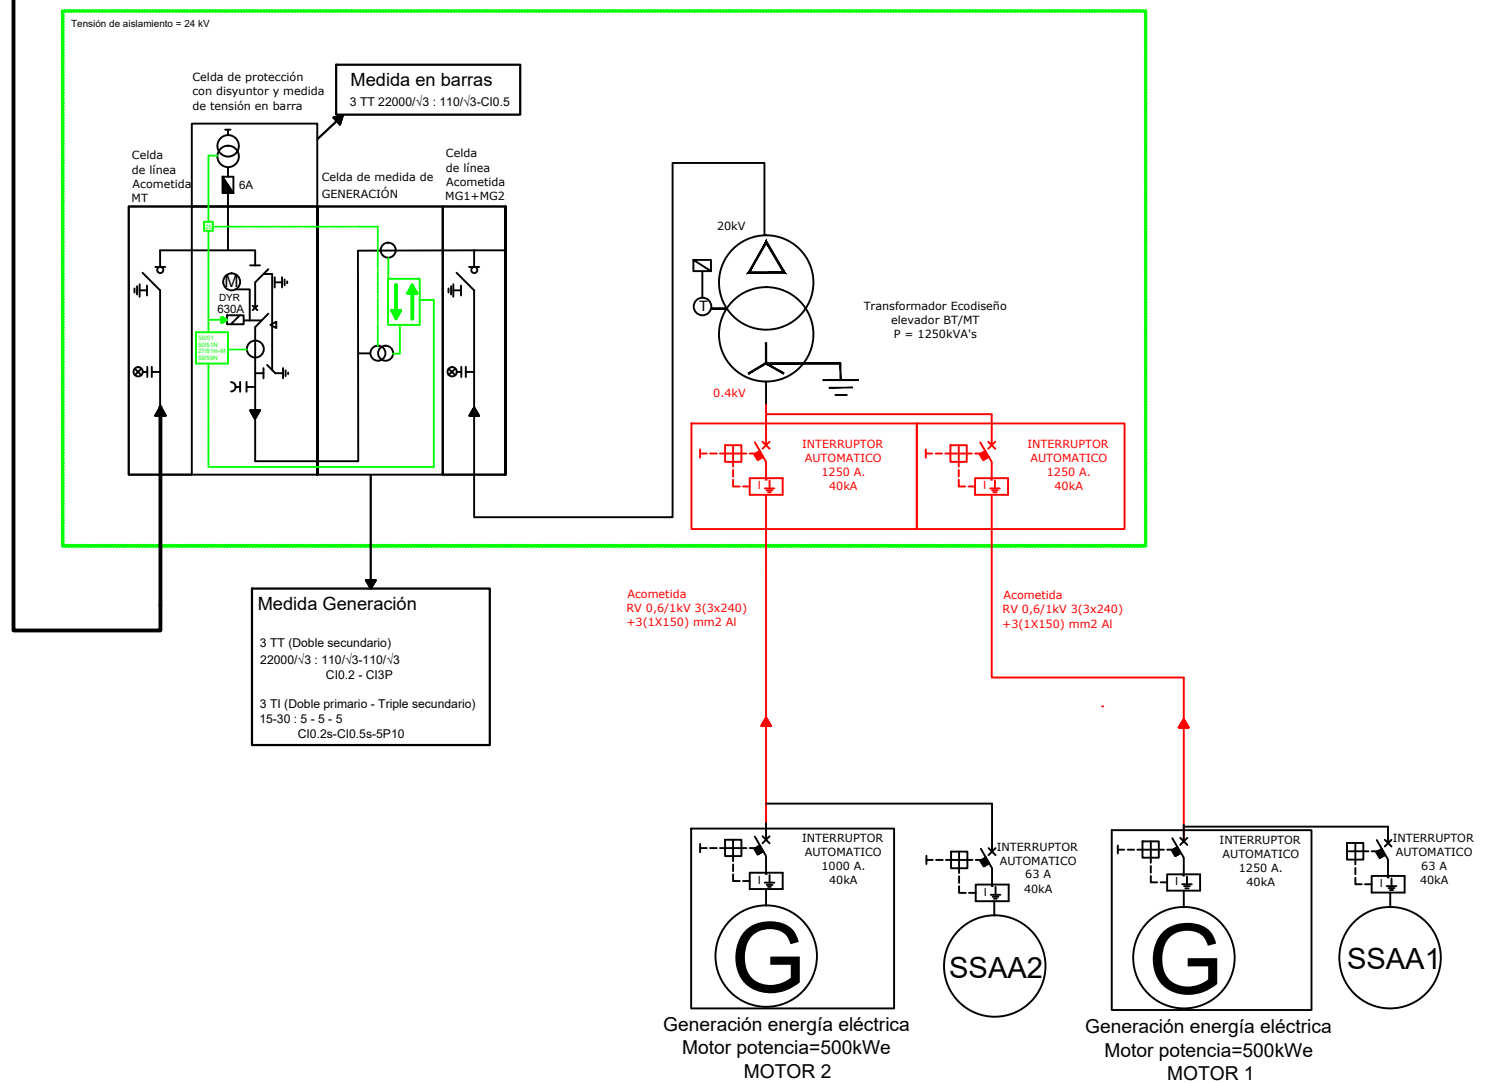 Tensión de aislamiento = 24 kV
Celda de protección
con disyuntor y medida
de tensión en barra
Medida en barras
3 TT 22000/√3 : 110/√3-Cl0.5
Celda
de línea
Acometida
MT
6A
Celda de medida de
GENERACIÓN
Celda
de línea
Acometida
MG1+MG2
M
DYR
630A
50/51
50/51N
59/59N
20kV
T
Transformador Ecodiseño
elevador BT/MT
P = 1250kVA's
0.4kV
INTERRUPTOR
AUTOMATICO
1250 A.
40kA
I
INTERRUPTOR
AUTOMATICO
1250 A.
40kA
I
Acometida
RV 0,6/1kV 3(3x240)
+3(1X150) mm2 Al
Acometida
RV 0,6/1kV 3(3x240)
+3(1X150) mm2 Al
Medida Generación
3 TT (Doble secundario)
22000/√3 : 110/√3-110/√3
Cl0.2 - Cl3P
3 TI (Doble primario - Triple secundario)
15-30 : 5 - 5 - 5
Cl0.2s-Cl0.5s-5P10
INTERRUPTOR
AUTOMATICO
1000 A.
40kA
I
G
INTERRUPTOR
AUTOMATICO
63 A
40kA
I
SSAA2
INTERRUPTOR
AUTOMATICO
1250 A.
40kA
I
G
INTERRUPTOR
AUTOMATICO
63 A
40kA
I
SSAA1
Generación energía eléctrica
Motor potencia=500kWe
MOTOR 2
Generación energía eléctrica
Motor potencia=500kWe
MOTOR 1